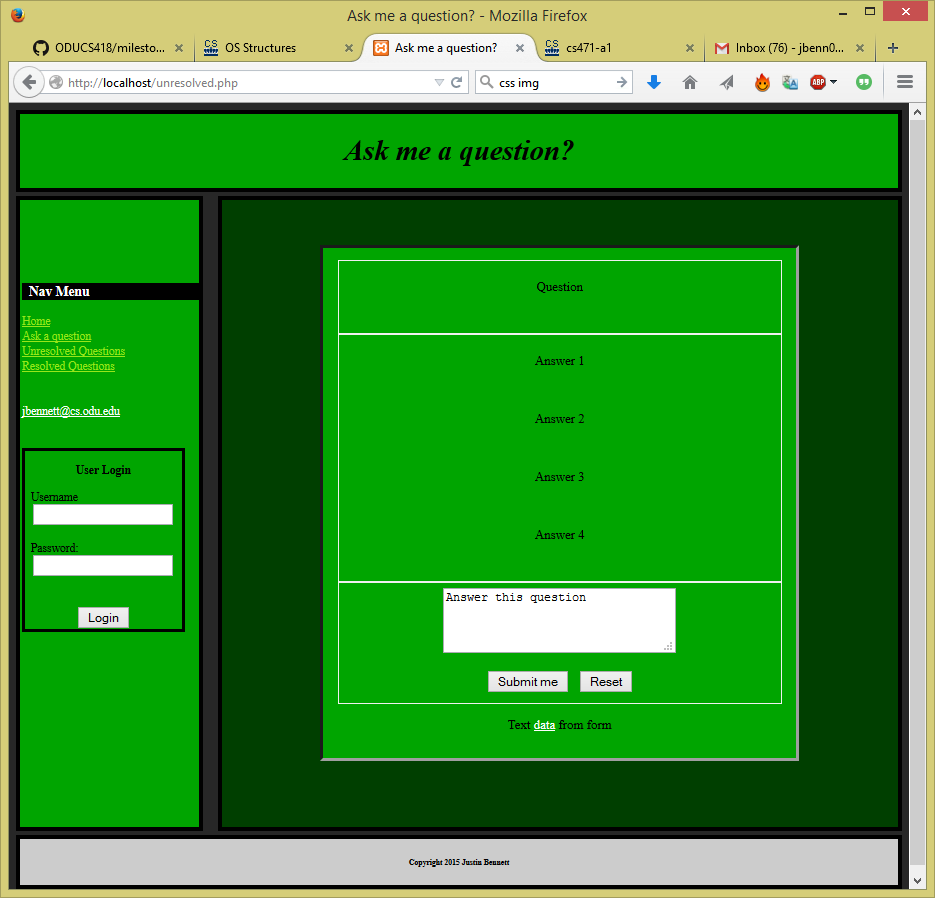 Ask me a question? - Mozilla Firefox
ODUCS418/milesto...
CS
OS Structures
Ask me a question?
CS
cs471-a1
Inbox (76) - jbenn0...
http://localhost/unresolved.php
css img
ABP
Ask me a question?
Nav Menu
Home
Ask a question
Unresolved Questions
Resolved Questions
jbennett@cs.odu.edu
User Login
Username
Password:
Login
Question
Answer 1
Answer 2
Answer 3
Answer 4
Answer this question
Submit me
Reset
Text data from form
Copyright 2015 Justin Bennett